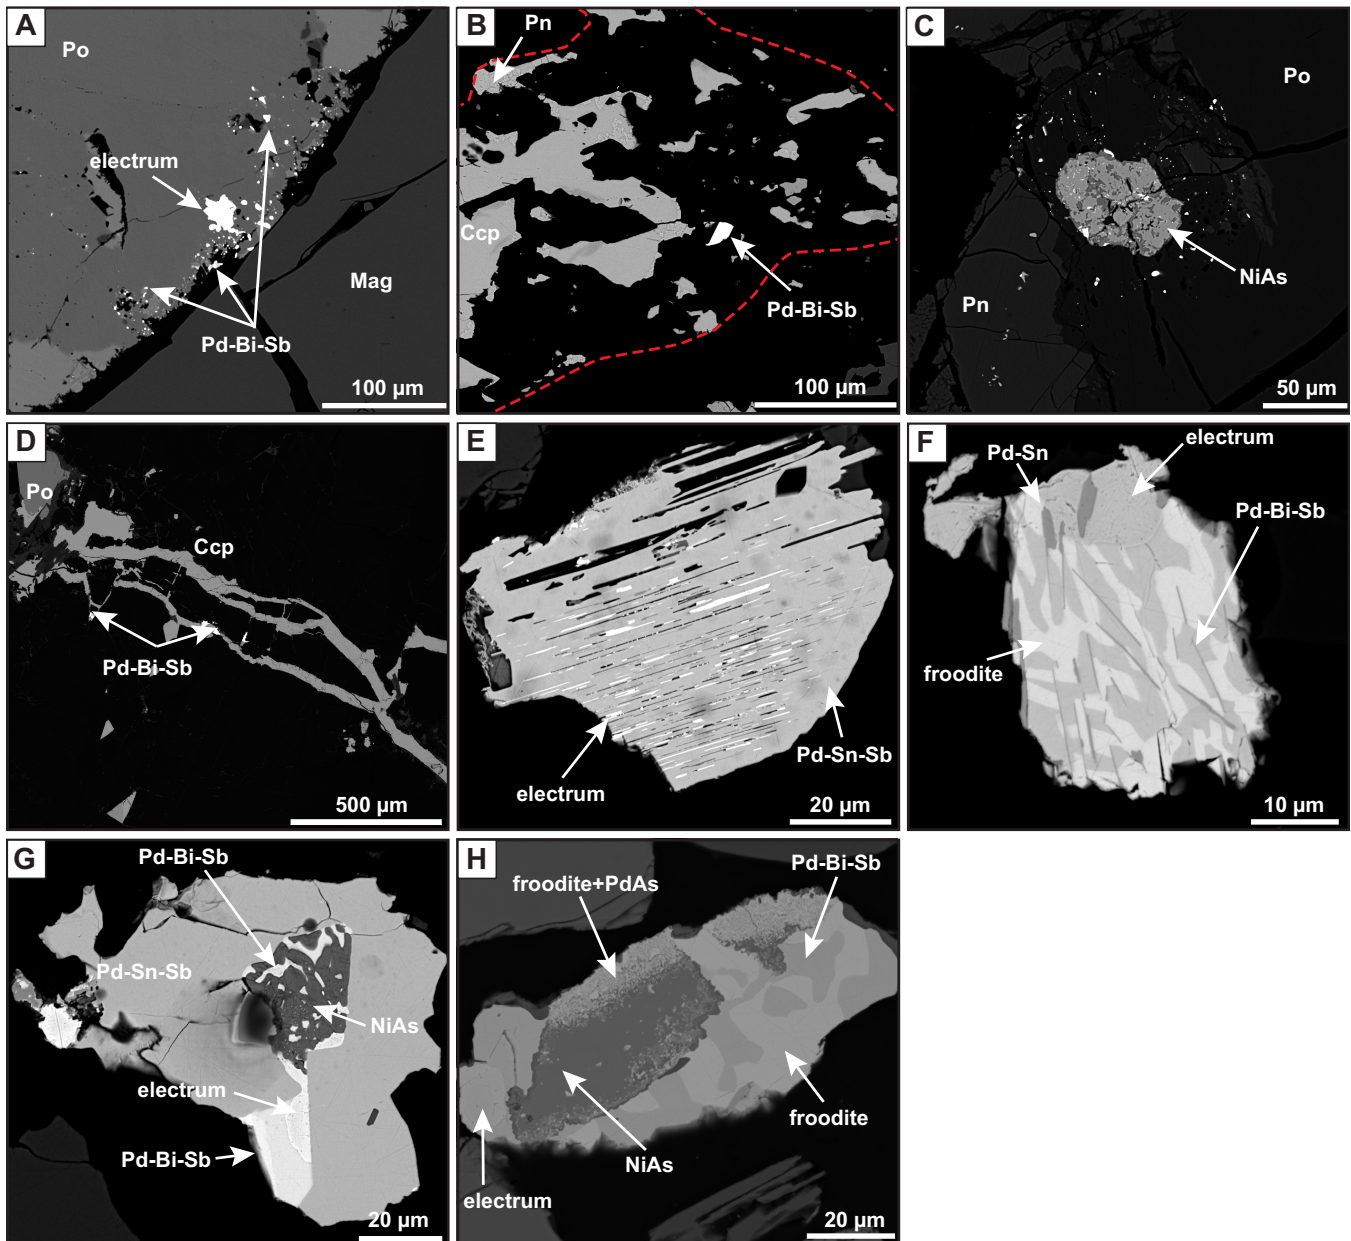 A
Po
electrum
Mag
Pd-Bi-Sb
100 µm
B
Pn
Ccp
Pd-Bi-Sb
100 µm
C
Po
NiAs
Pn
50 µm
D
Po
Ccp
Pd-Bi-Sb
500 µm
E
Pd-Sn-Sb
electrum
20 µm
F
electrum
Pd-Sn
Pd-Bi-Sb
froodite
10 µm
G
Pd-Bi-Sb
Pd-Sn-Sb
NiAs
electrum
Pd-Bi-Sb
20 µm
H
Pd-Bi-Sb
froodite+PdAs
froodite
NiAs
electrum
20 µm